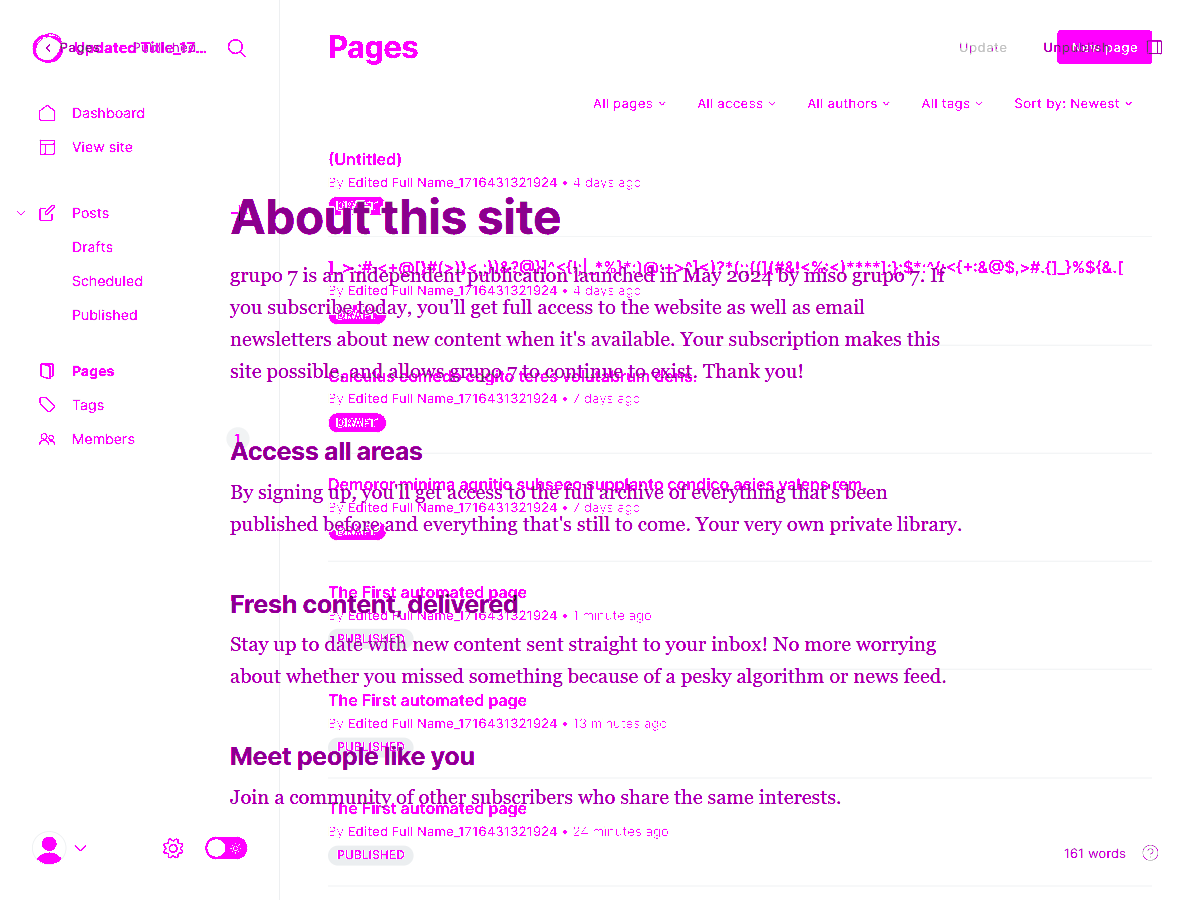 Pages Published
Updated Title_17...
Pages
Update
New page
All pages
All access
All authors
All tags
Sort by: Newest
Dashboard
View site
Posts
Drafts
Scheduled
Published
Pages
Tags
Members
1
(Untitled)
By Edited Full Name_1716431321924 • 4 days ago
DRAFT
By Edited Full Name_1716431321924 • 4 days ago
DRAFT
Calculus comedo cogito teres volutabrum dens.
By Edited Full Name_1716431321924 • 7 days ago
DRAFT
Demoror minima agnitio subseco supplanto condico acies valens rem.
By Edited Full Name_1716431321924 • 7 days ago
DRAFT
The First automated page
By Edited Full Name_1716431321924 • 1 minute ago
PUBLISHED
The First automated page
By Edited Full Name_1716431321924 • 13 minutes ago
PUBLISHED
The First automated page
By Edited Full Name_1716431321924 • 24 minutes ago
PUBLISHED
About this site
grupo 7 is an independent publication launched in May 2024 by miso grupo 7. If
you subscribe today, you'll get full access to the website as well as email
newsletters about new content when it's available. Your subscription makes this
site possible, and allows grupo 7 to continue to exist. Thank you!
Access all areas
By signing up, you'll get access to the full archive of everything that's been
published before and everything that's still to come. Your very own private library.
Fresh content, delivered
Stay up to date with new content sent straight to your inbox! No more worrying
about whether you missed something because of a pesky algorithm or news feed.
Meet people like you
Join a community of other subscribers who share the same interests.
161 words